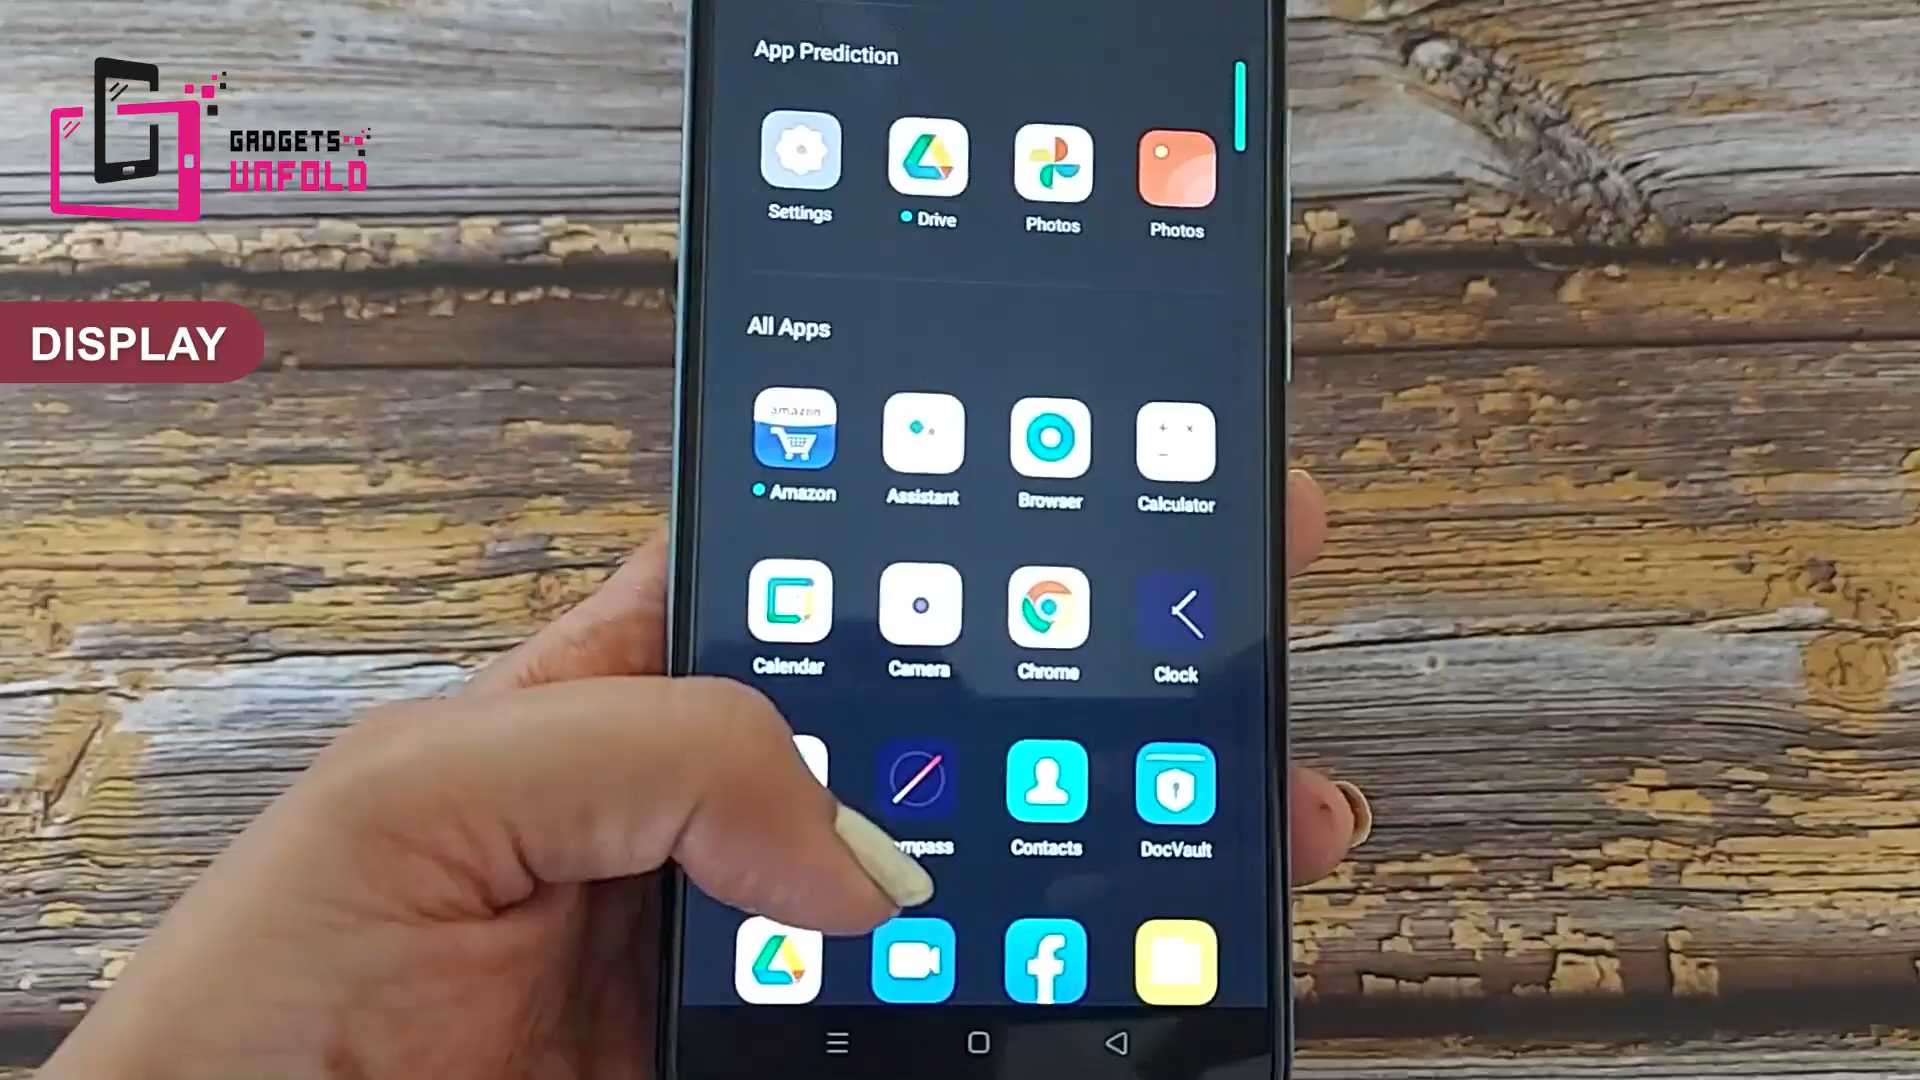 GADGETS
UNFOLD
DISPLAY
App Prediction
Settings
Drive
Photos
Photos
All Apps
amazon
Amazon
Assistant
Browser
Calculator
Calendar
Camera
Chrome
Clock
Contacts
DocVault